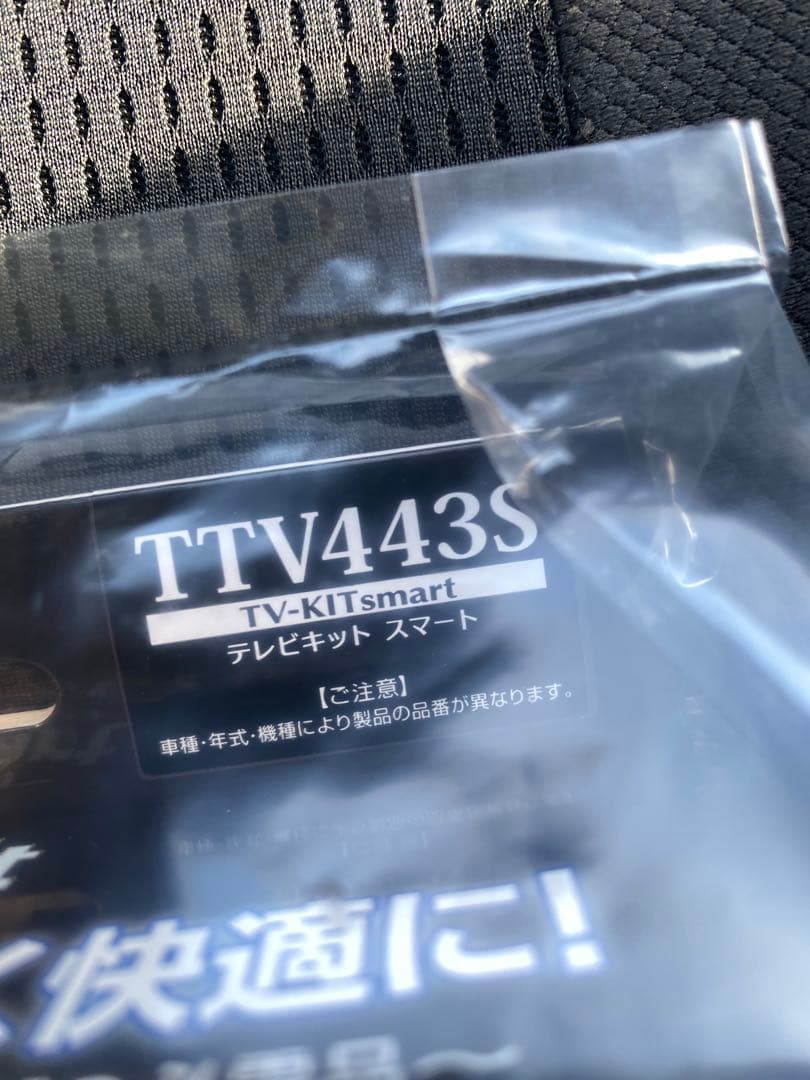 TTV443S
TV-KITsmart
テレビキット スマート
【ご注意】
車種・年式・機種により製品の品番が異なります。
く快適に!